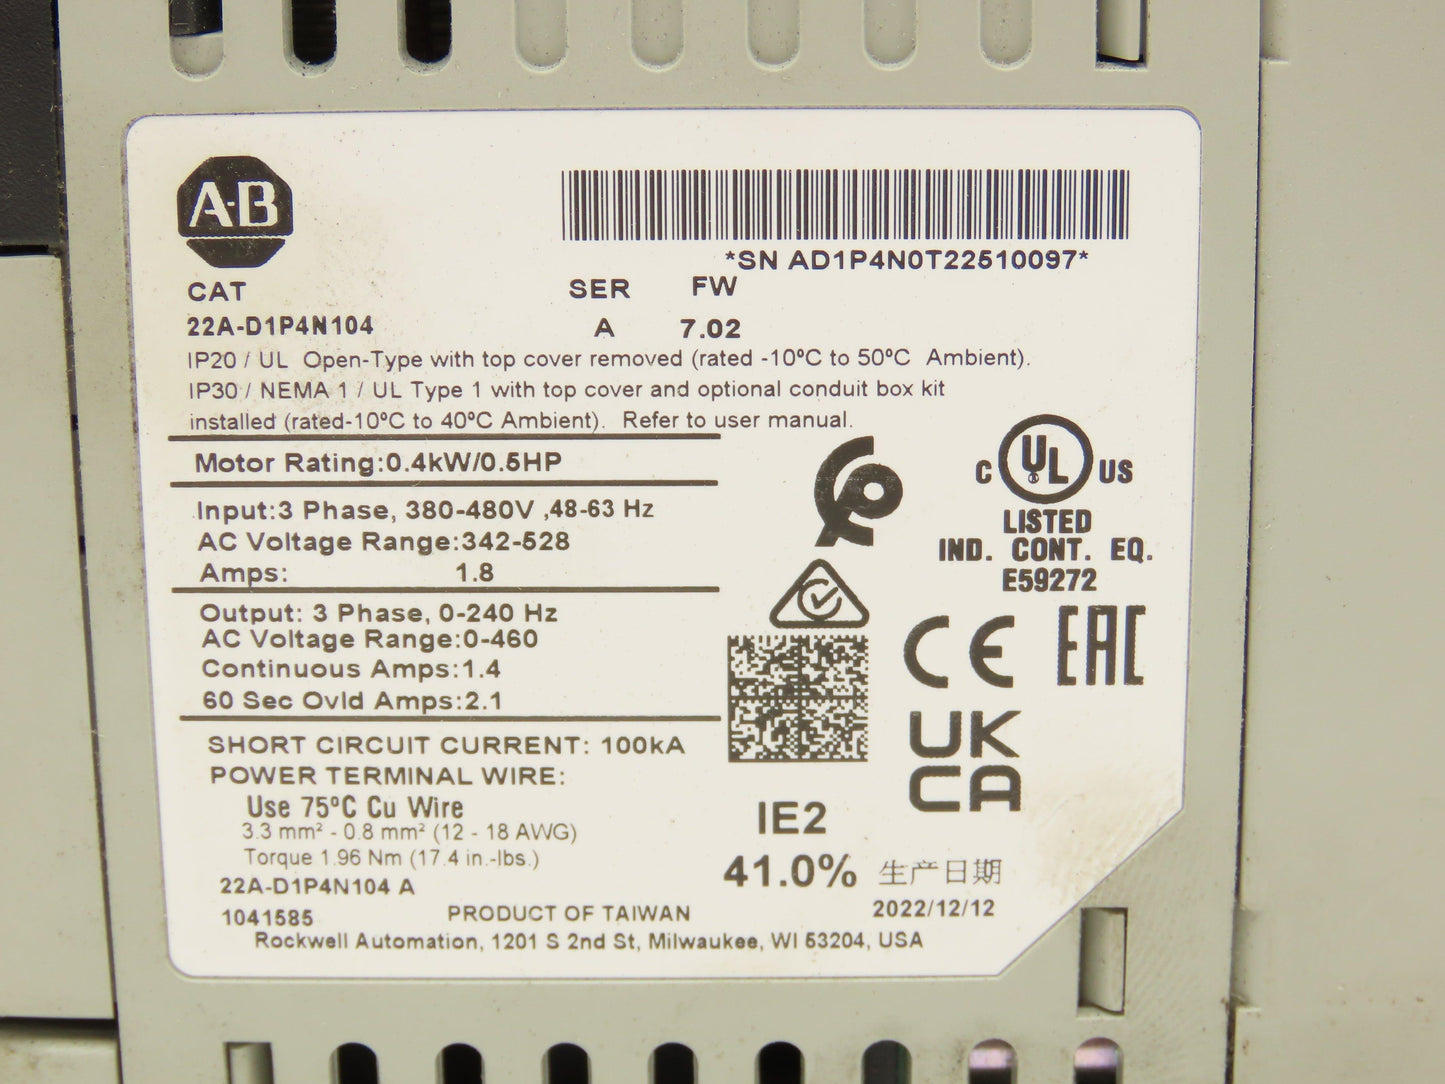 A-B
*SN AD1P4N0T22510097*
CAT SER FW
22A-D1P4N104 A 7.02
IP20 / UL Open-Type with top cover removed (rated -10ºC to 50ºC Ambient).
IP30 / NEMA 1 / UL Type 1 with top cover and optional conduit box kit
installed (rated-10ºC to 40ºC Ambient). Refer to user manual.
Motor Rating:0.4kW/0.5HP
Input:3 Phase, 380-480V ,48-63 Hz
AC Voltage Range:342-528
Amps: 1.8
Output: 3 Phase, 0-240 Hz
AC Voltage Range:0-460
Continuous Amps:1.4
60 Sec Ovld Amps:2.1
SHORT CIRCUIT CURRENT: 100kA
POWER TERMINAL WIRE:
Use 75ºC Cu Wire
3.3 mm² - 0.8 mm² (12 - 18 AWG)
Torque 1.96 Nm (17.4 in.-lbs.)
22A-D1P4N104 A
1041585
PRODUCT OF TAIWAN
Rockwell Automation, 1201 S 2nd St, Milwaukee, WI 53204, USA
C UL US
LISTED
IND. CONT. EQ.
E59272
CE EAC
UK
CA
IE2
41.0%
生产日期
2022/12/12